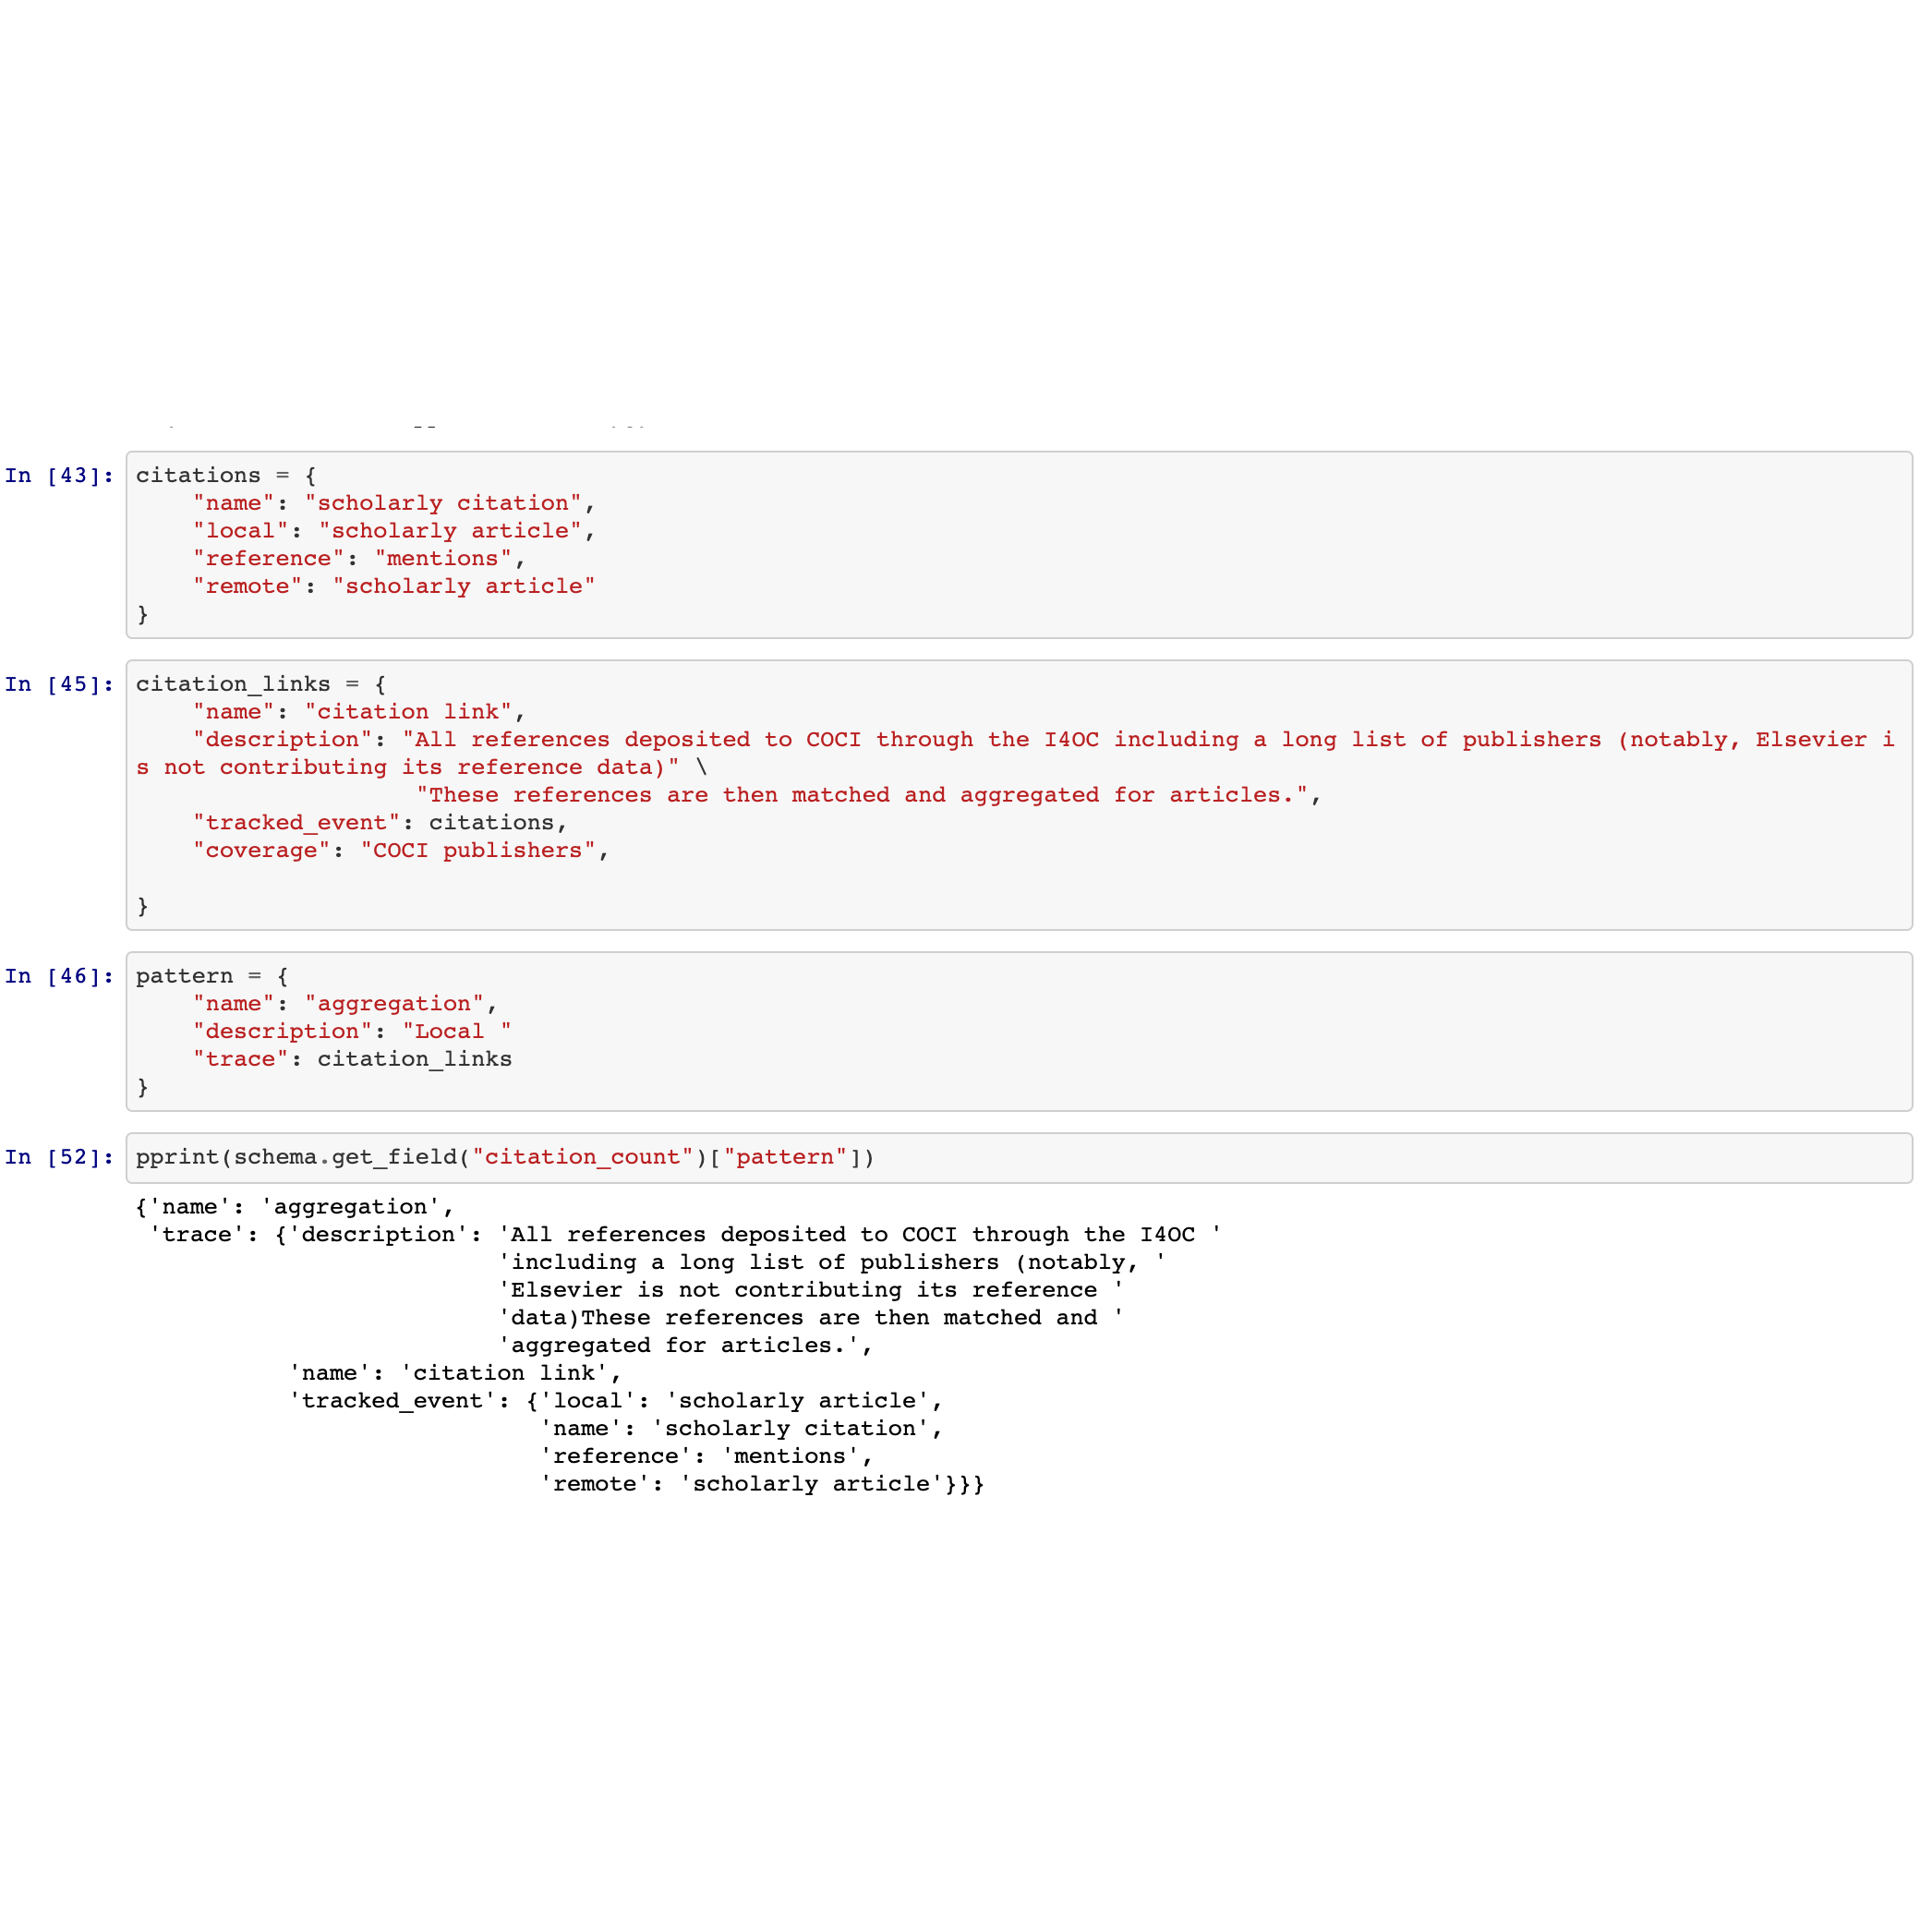 In [43]: citations = {
    "name": "scholarly citation",
    "local": "scholarly article",
    "reference": "mentions",
    "remote": "scholarly article"
}
In [45]: citation_links = {
    "name": "citation link",
    "description": "All references deposited to COCI through the I4OC including a long list of publishers (notably, Elsevier i
s not contributing its reference data)" \
                    "These references are then matched and aggregated for articles.",
    "tracked_event": citations,
    "coverage": "COCI publishers",
}
In [46]: pattern = {
    "name": "aggregation",
    "description": "Local "
    "trace": citation_links
}
In [52]: pprint(schema.get_field("citation_count")["pattern"])
{'name': 'aggregation',
 'trace': {'description': 'All references deposited to COCI through the I4OC '
                          'including a long list of publishers (notably, '
                          'Elsevier is not contributing its reference '
                          'data)These references are then matched and '
                          'aggregated for articles.',
           'name': 'citation link',
           'tracked_event': {'local': 'scholarly article',
                             'name': 'scholarly citation',
                             'reference': 'mentions',
                             'remote': 'scholarly article'}}}